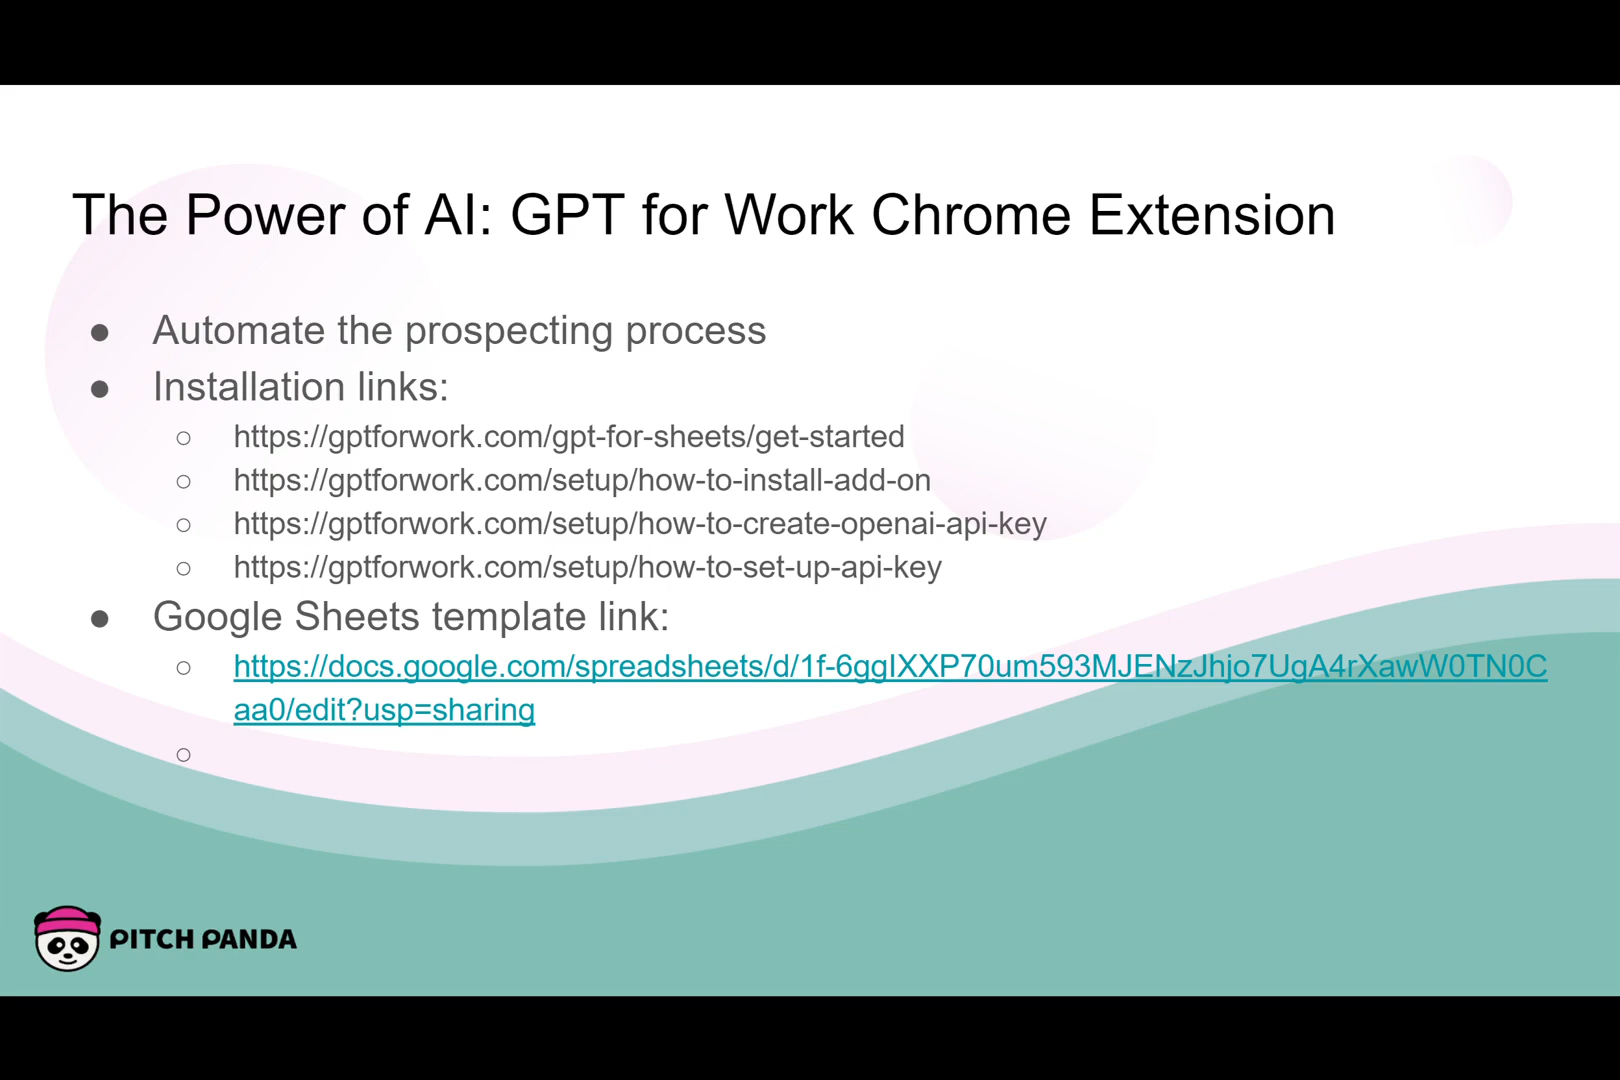 The Power of AI: GPT for Work Chrome Extension
● Automate the prospecting process
● Installation links:
○ https://gptforwork.com/gpt-for-sheets/get-started
○ https://gptforwork.com/setup/how-to-install-add-on
○ https://gptforwork.com/setup/how-to-create-openai-api-key
○ https://gptforwork.com/setup/how-to-set-up-api-key
● Google Sheets template link:
○ https://docs.google.com/spreadsheets/d/1f-6ggIXXP70um593MJENzJhjo7UgA4rXawW0TN0C
aa0/edit?usp=sharing
○
PITCH PANDA